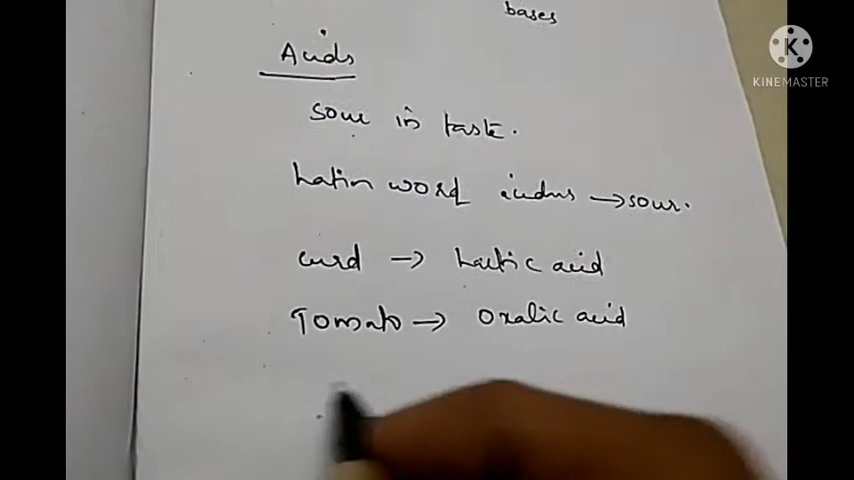 bases
Acids
Sour in taste.
Latin word acidus → sour.
curd → Lactic acid
Tomato → Oxalic acid
K
KINEMASTER